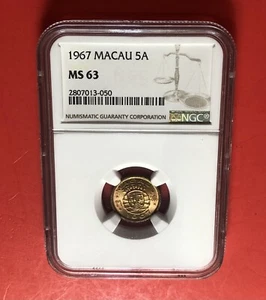 1967 MACAU 5A
MS 63
2807013-050
NUMISMATIC GUARANTY CORPORATION
NGC